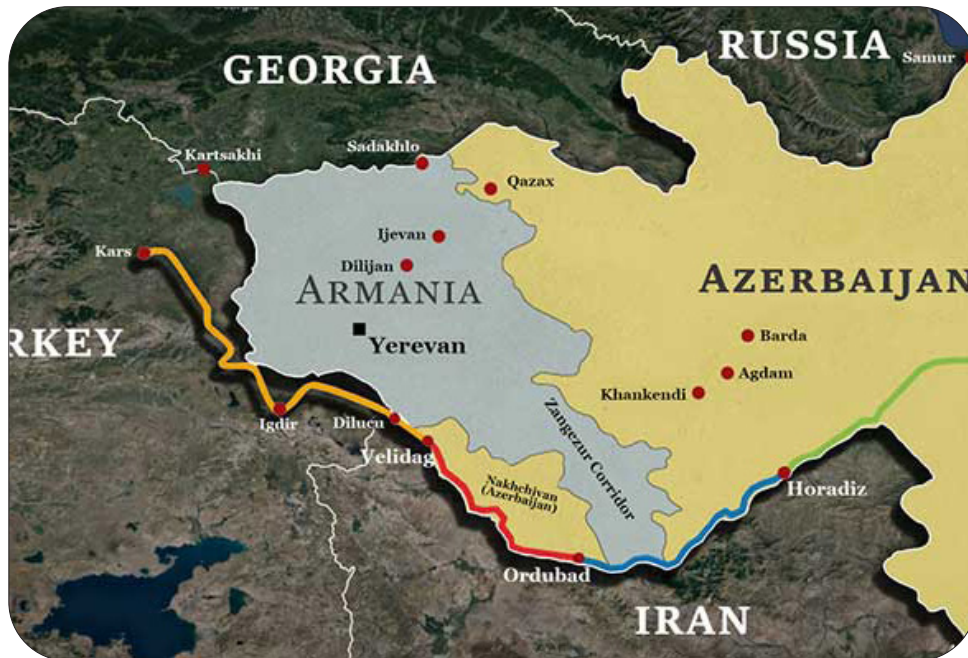 RUSSIA
Samur
GEORGIA
Kartsakhi
Sadakhlo
Qazax
Kars
Ijevan
Dilijan
ARMANIA
AZERBAIJAN
RKEY
Yerevan
Barda
Agdam
Khankendi
Igdir
Dilucu
Velidag
Zangezur Corridor
Nakhchivan
(Azerbaijan)
Horadiz
Ordubad
IRAN